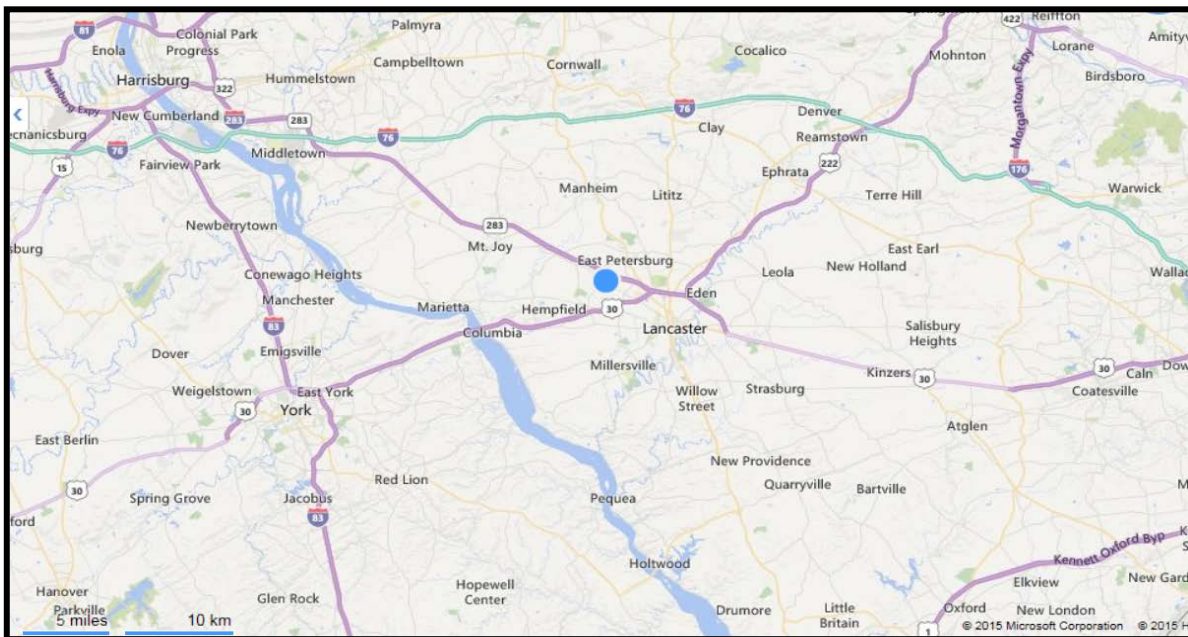 81
Enola
Colonial Park
Progress
Palmyra
Harrisburg
Harrisburg Expy
Hummelstown
Campbelltown
Cornwall
Cocalico
322
New Cumberland
283
283
76
76
76
15
Fairview Park
Middletown
422
Reiffton
Lorane
Mohnton
Birdsboro
Morgantown Expy
176
Warwick
Clay
Denver
Reamstown
222
Ephrata
Terre Hill
Manheim
Lititz
Newberrytown
283
Mt. Joy
East Petersburg
East Earl
Leola
New Holland
Conewago Heights
Manchester
Marietta
Hempfield
30
Eden
83
Columbia
Lancaster
Salisbury
Heights
Dover
Emigsville
Millersville
Kinzers
30
30
Caln
Coatesville
Weigelstown
East York
Willow
Street
Strasburg
30
York
Atglen
East Berlin
Red Lion
New Providence
Quarryville
Bartville
30
Spring Grove
Jacobus
83
Pequea
Holtwood
Kennett Oxford Byp
Hanover
Parkville
Glen Rock
Hopewell
Center
Drumore
Little
Britain
Elkview
Oxford
New London
1
5 miles
10 km
© 2015 Microsoft Corporation